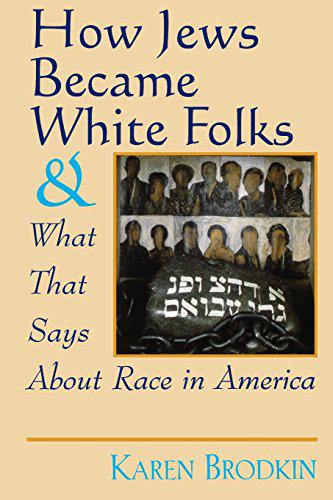 How Jews
Became
White Folks
&
What
That
Says
About Race in America
KAREN BRODKIN